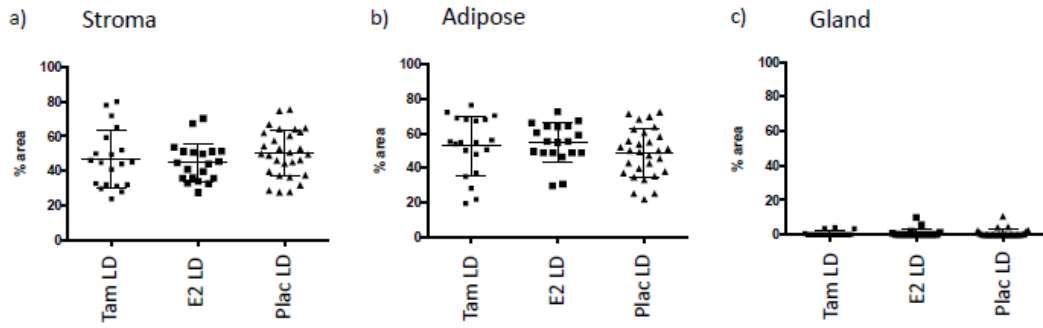 a) Stroma
% area
100
80
60
40
20
0
Tam LD
E2 LD
Plac LD
b) Adipose
% area
100
80
60
40
20
0
Tam LD
E2 LD
Plac LD
c) Gland
% area
100
80
60
40
20
0
Tam LD
E2 LD
Plac LD